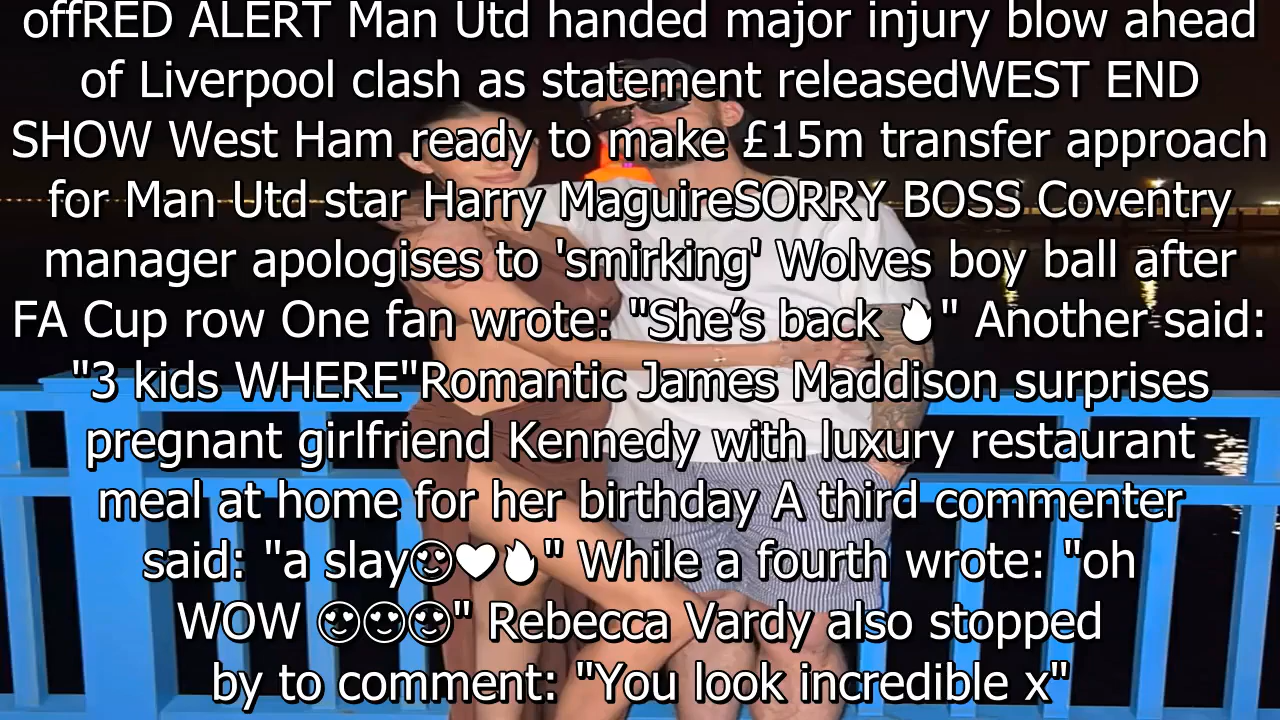 offRED ALERT Man Utd handed major injury blow ahead
of Liverpool clash as statement releasedWEST END
SHOW West Ham ready to make £15m transfer approach
for Man Utd star Harry MaguireSORRY BOSS Coventry
manager apologises to 'smirking' Wolves boy ball after
FA Cup row One fan wrote: "She’s back 🔥" Another said:
"3 kids WHERE"Romantic James Maddison surprises
pregnant girlfriend Kennedy with luxury restaurant
meal at home for her birthday A third commenter
said: "a slay😍❤🔥" While a fourth wrote: "oh
WOW 😍😍😍" Rebecca Vardy also stopped
by to comment: "You look incredible x"